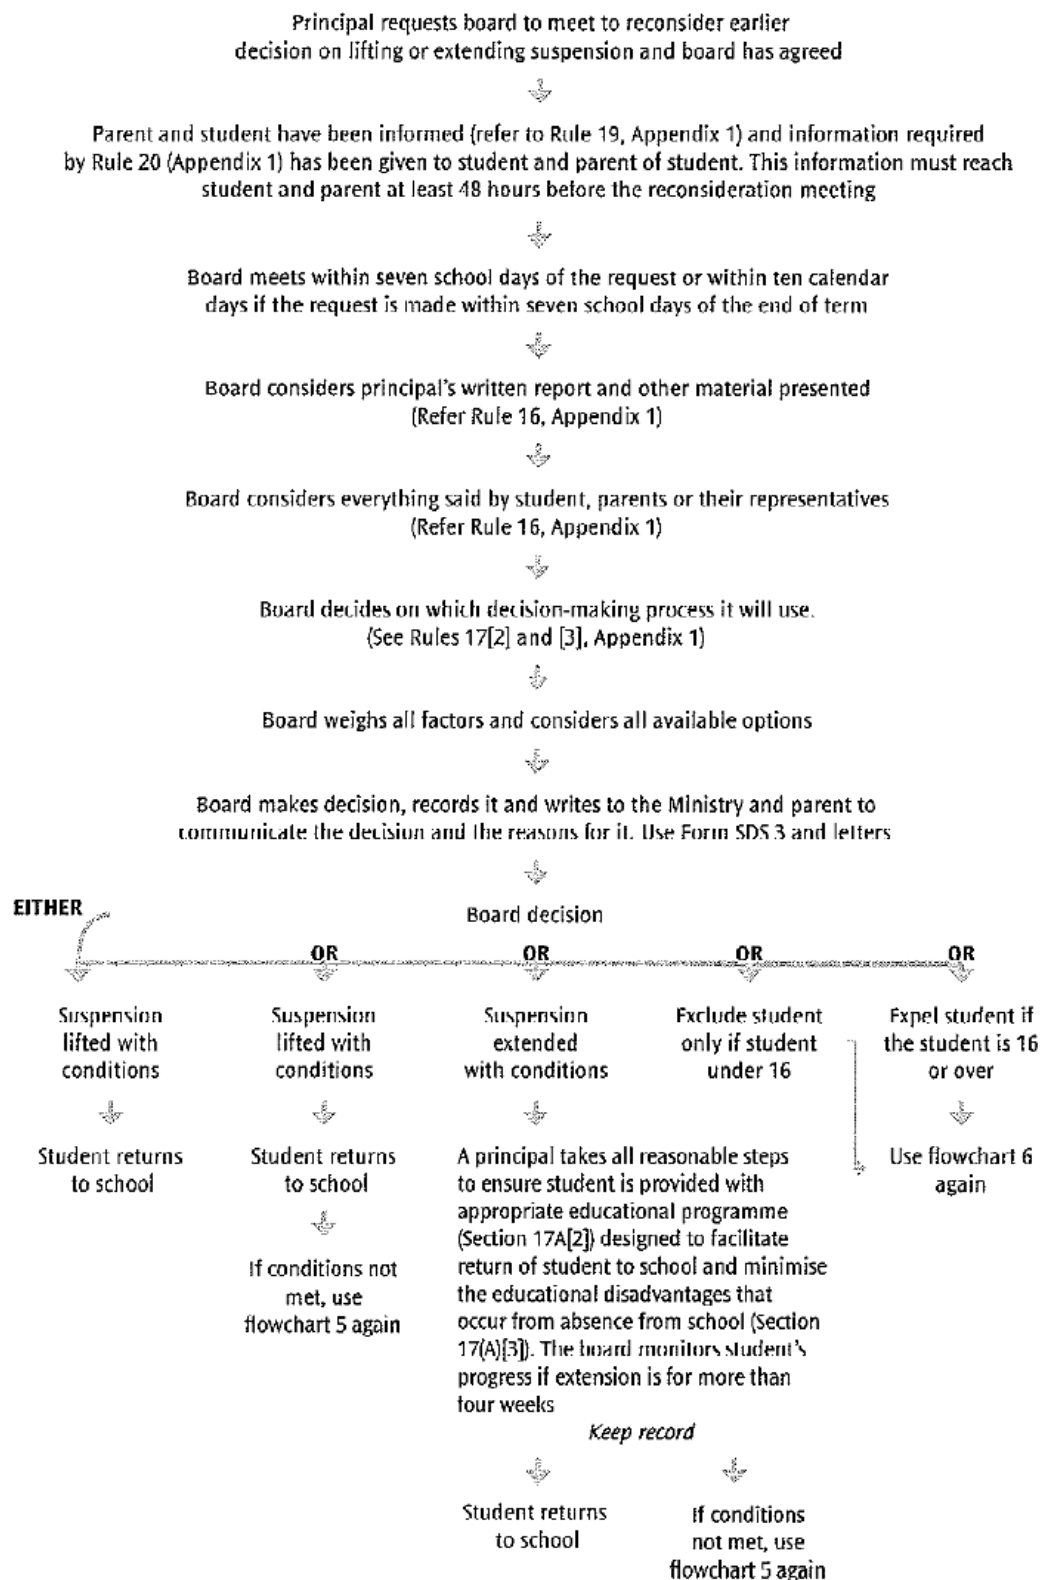 Principal requests board to meet to reconsider earlier
decision on lifting or extending suspension and board has agreed
Parent and student have been informed (refer to Rule 19, Appendix 1) and information required
by Rule 20 (Appendix 1) has been given to student and parent of student. This information must reach
student and parent at least 48 hours before the reconsideration meeting
Board meets within seven school days of the request or within ten calendar
days if the request is made within seven school days of the end of term
Board considers principal's written report and other material presented
(Refer Rule 16, Appendix 1)
Board considers everything said by student, parents or their representatives
(Refer Rule 16, Appendix 1)
Board decides on which decision-making process it will use.
(See Rules 17[2] and [3], Appendix 1)
Board weighs all factors and considers all available options
Board makes decision, records it and writes to the Ministry and parent to
communicate the decision and the reasons for it. Use Form SDS 3 and letters
EITHER
Board decision
OR
OR
OR
OR
Suspension
lifted with
conditions
Student returns
to school
Suspension
lifted with
conditions
Student returns
to school
If conditions not
met, use
flowchart 5 again
Suspension
extended
with conditions
A principal takes all reasonable steps
to ensure student is provided with
appropriate educational programme
(Section 17A[2]) designed to facilitate
return of student to school and minimise
the educational disadvantages that
occur from absence from school (Section
17(A)[3]). The board monitors student's
progress if extension is for more than
four weeks
Keep record
Student returns
to school
If conditions
not met, use
flowchart 5 again
Exclude student
only if student
under 16
Expel student if
the student is 16
or over
Use flowchart 6
again